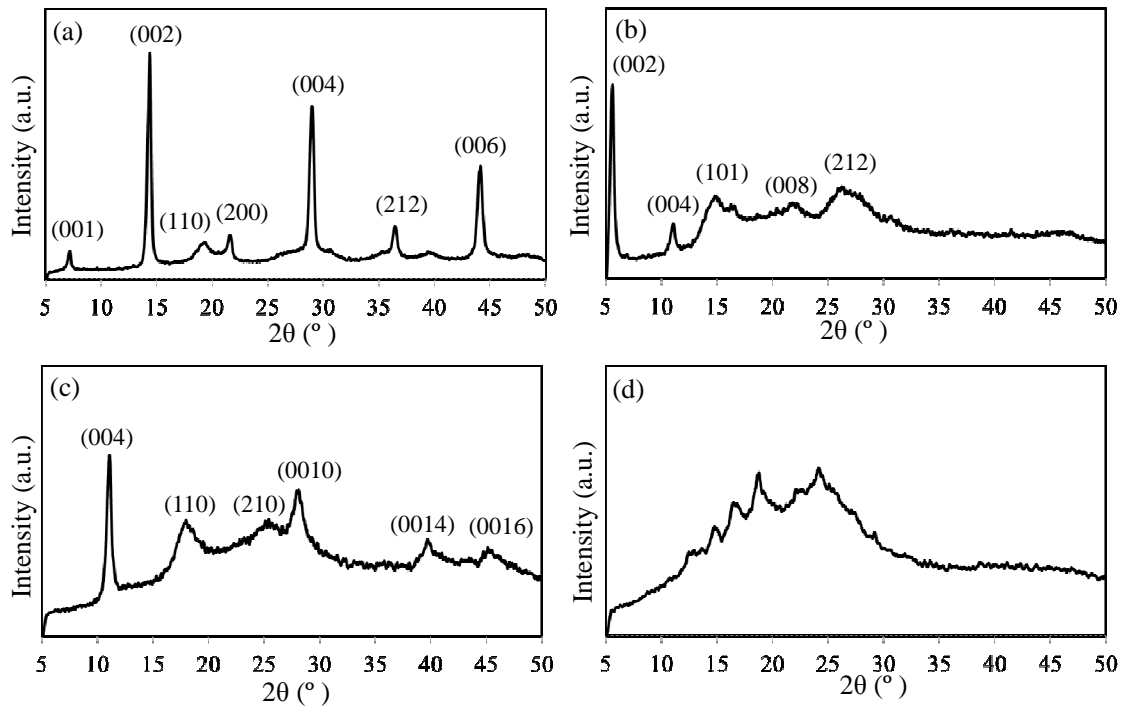 (a)
(002)
(004)
(006)
(110)
(200)
(212)
(001)
Intensity (a.u.)
5 10 15 20 25 30 35 40 45 50
2θ (º )
(b)
(002)
(212)
(101)
(008)
(004)
Intensity (a.u.)
5 10 15 20 25 30 35 40 45 50
2θ (º )
(c)
(004)
(0010)
(110)
(210)
(0014)
(0016)
Intensity (a.u.)
5 10 15 20 25 30 35 40 45 50
2θ (º )
(d)
Intensity (a.u.)
5 10 15 20 25 30 35 40 45 50
2θ (º )